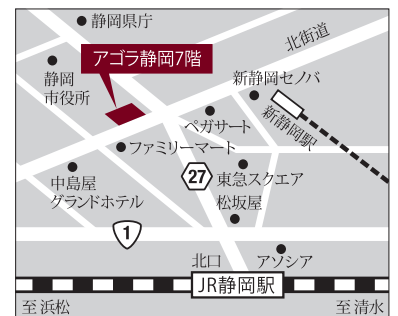 静岡県庁
北街道
アゴラ静岡7階
静岡
市役所
新静岡セノバ
新静岡駅
ペガサート
ファミリーマート
27
東急スクエア
中島屋
グランドホテル
松坂屋
1
北口
アソシア
JR静岡駅
至浜松
至清水